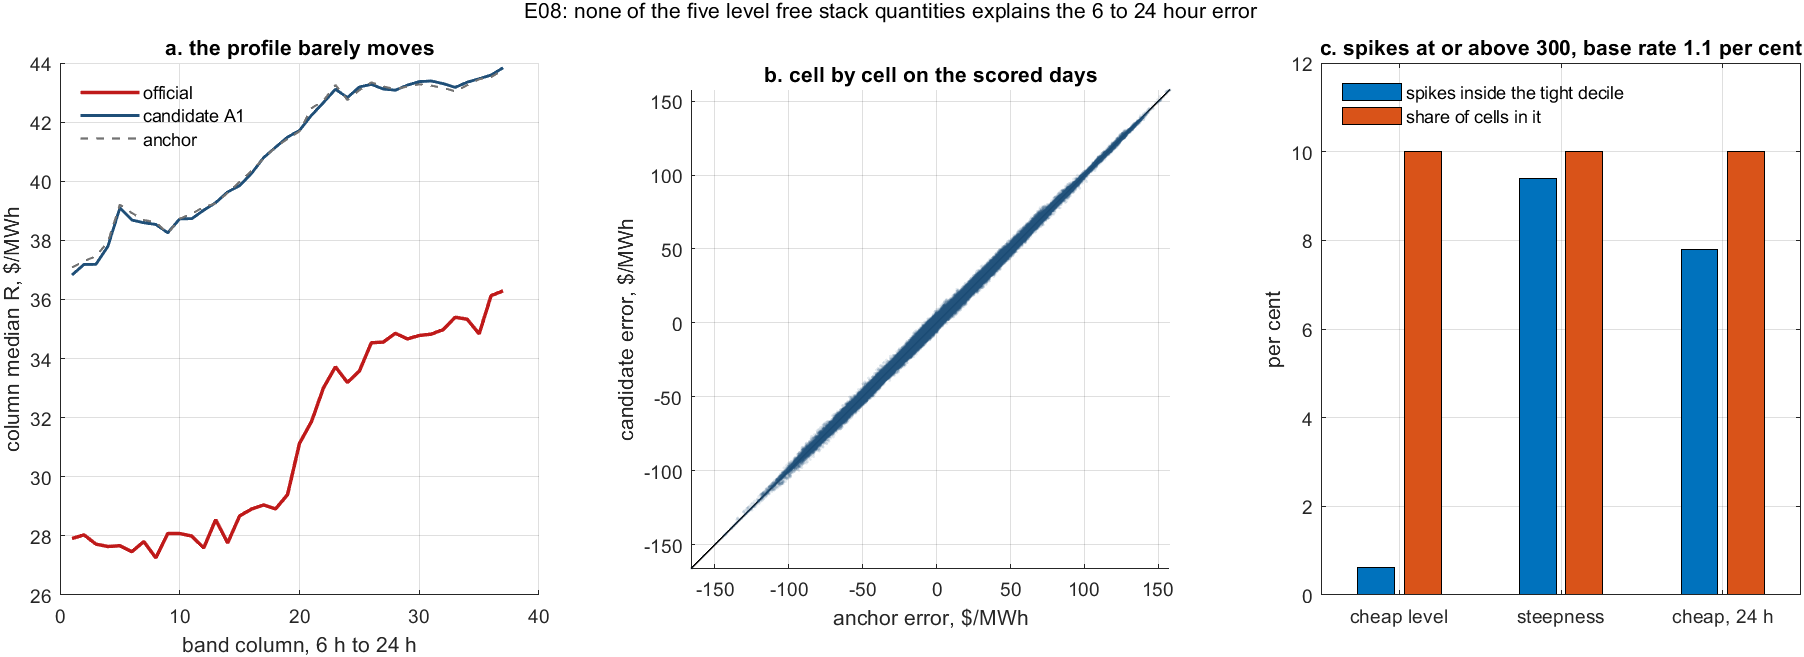 E08: none of the five level free stack quantities explains the 6 to 24 hour error
a. the profile barely moves
44
42
40
38
36
34
32
30
28
26
0
10
20
30
40
column median R, $/MWh
band column, 6 h to 24 h
official
candidate A1
anchor
b. cell by cell on the scored days
150
100
50
0
-50
-100
-150
-150
-100
-50
0
50
100
150
candidate error, $/MWh
anchor error, $/MWh
c. spikes at or above 300, base rate 1.1 per cent
12
10
8
6
4
2
0
per cent
spikes inside the tight decile
share of cells in it
cheap level
steepness
cheap, 24 h